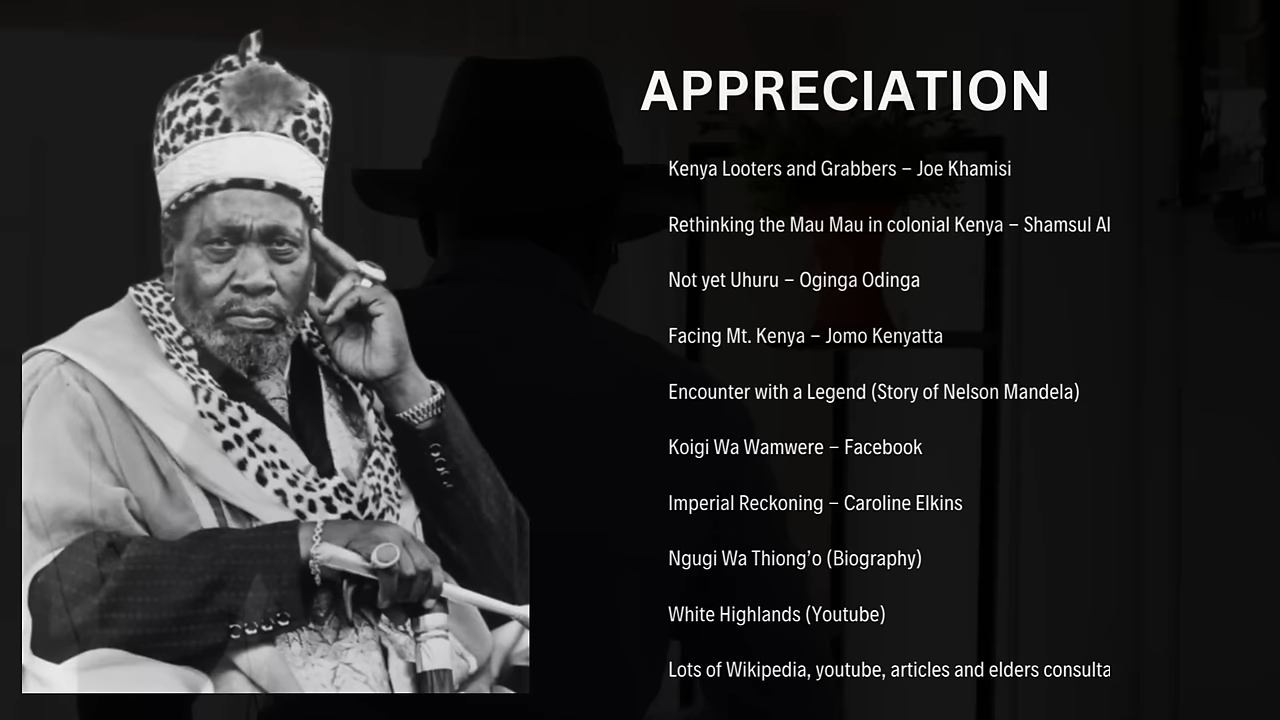 APPRECIATION
Kenya Looters and Grabbers – Joe Khamisi
Rethinking the Mau Mau in colonial Kenya – Shamsul Al
Not yet Uhuru – Oginga Odinga
Facing Mt. Kenya – Jomo Kenyatta
Encounter with a Legend (Story of Nelson Mandela)
Koigi Wa Wamwere – Facebook
Imperial Reckoning – Caroline Elkins
Ngugi Wa Thiong’o (Biography)
White Highlands (Youtube)
Lots of Wikipedia, youtube, articles and elders consulta